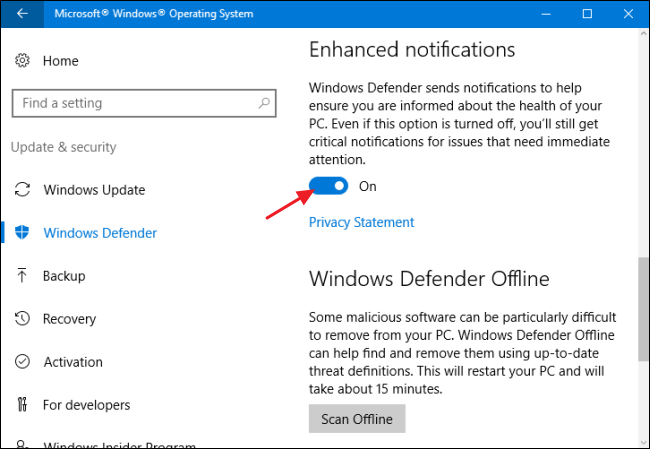 Microsoft® Windows® Operating System
Home
Find a setting
Update & security
Windows Update
Windows Defender
Backup
Recovery
Activation
For developers
Windows Insider Program
Enhanced notifications
Windows Defender sends notifications to help
ensure you are informed about the health of your
PC. Even if this option is turned off, you'll still get
critical notifications for issues that need immediate
attention.
On
Privacy Statement
Windows Defender Offline
Some malicious software can be particularly difficult
to remove from your PC. Windows Defender Offline
can help find and remove them using up-to-date
threat definitions. This will restart your PC and will
take about 15 minutes.
Scan Offline